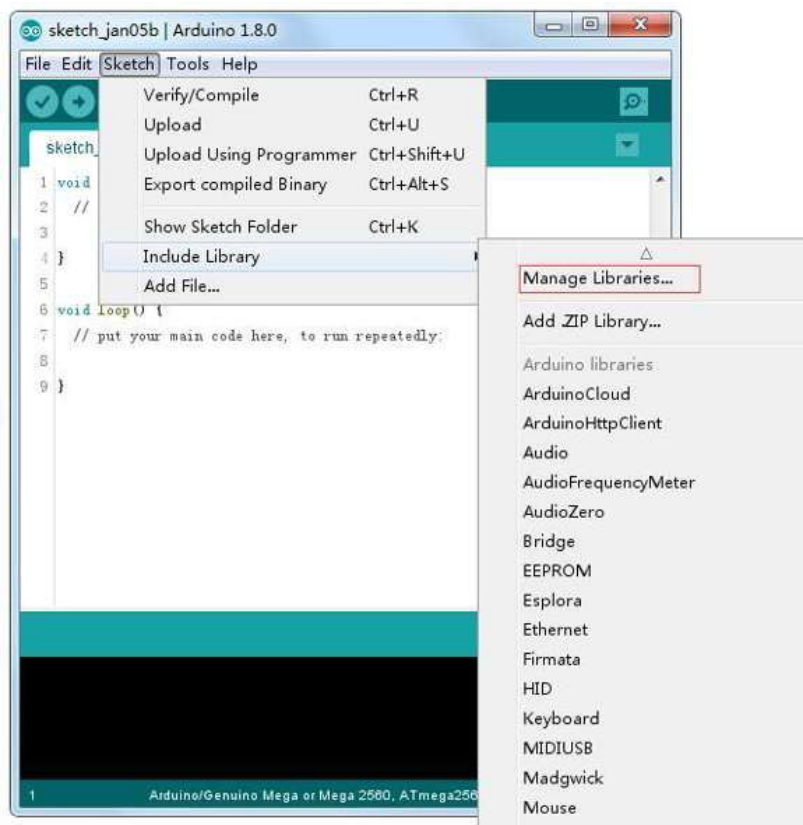 sketch_jan05b | Arduino 1.8.0
File Edit Sketch Tools Help
Verify/Compile Ctrl+R
Upload Ctrl+U
Upload Using Programmer Ctrl+Shift+U
Export compiled Binary Ctrl+Alt+S
Show Sketch Folder Ctrl+K
Include Library
Add File...
sketch_
1 void
2 //
3
4 }
5
6 void loop() {
7 // put your main code here, to run repeatedly:
8
9 }
Manage Libraries...
Add .ZIP Library...
Arduino libraries
ArduinoCloud
ArduinoHttpClient
Audio
AudioFrequencyMeter
AudioZero
Bridge
EEPROM
Esplora
Ethernet
Firmata
HID
Keyboard
MIDIUSB
Madgwick
Mouse
1 Arduino/Genuino Mega or Mega 2560, ATmega256